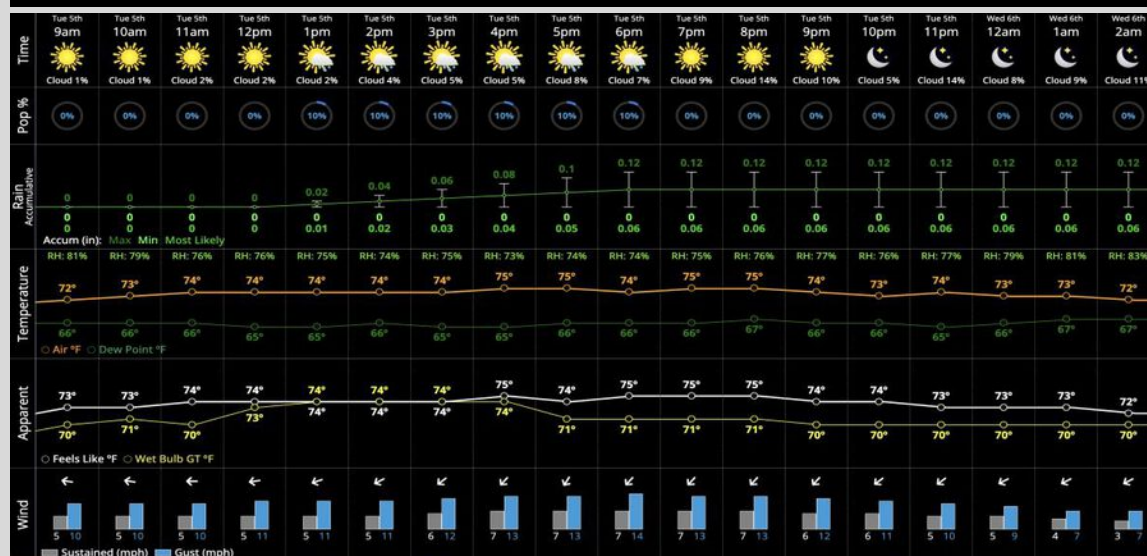 Tue 5th Tue 5th Tue 5th Tue 5th Tue 5th Tue 5th Tue 5th Tue 5th Tue 5th Tue 5th Tue 5th Tue 5th Tue 5th Tue 5th Tue 5th Wed 6th Wed 6th Wed 6th
Time
9am 10am 11am 12pm 1pm 2pm 3pm 4pm 5pm 6pm 7pm 8pm 9pm 10pm 11pm 12am 1am 2am
Cloud 1% Cloud 1% Cloud 2% Cloud 2% Cloud 2% Cloud 4% Cloud 5% Cloud 5% Cloud 8% Cloud 7% Cloud 9% Cloud 14% Cloud 10% Cloud 5% Cloud 14% Cloud 8% Cloud 9% Cloud 11%
Pop %
0% 0% 0% 0% 10% 10% 10% 10% 10% 10% 0% 0% 0% 0% 0% 0% 0% 0%
Rain
Accumulative
0 0 0 0 0.02 0.04 0.06 0.08 0.1 0.12 0.12 0.12 0.12 0.12 0.12 0.12 0.12 0.12
0 0 0 0 0 0 0 0 0 0 0 0 0 0 0 0 0 0
0 0 0 0 0.01 0.02 0.03 0.04 0.05 0.06 0.06 0.06 0.06 0.06 0.06 0.06 0.06 0.06
Accum (in): Max Min Most Likely
Temperature
RH: 81% RH: 79% RH: 76% RH: 76% RH: 75% RH: 74% RH: 75% RH: 73% RH: 74% RH: 74% RH: 75% RH: 76% RH: 77% RH: 76% RH: 77% RH: 79% RH: 81% RH: 83%
72° 73° 74° 74° 74° 74° 74° 75° 75° 74° 75° 75° 74° 73° 74° 73° 73° 72°
66° 66° 66° 65° 65° 66° 65° 65° 66° 66° 66° 67° 66° 66° 65° 66° 67° 67°
Air °F Dew Point °F
Apparent
73° 73° 74° 74° 74° 74° 74° 75° 74° 75° 75° 75° 74° 74° 73° 73° 73° 72°
70° 71° 70° 73° 74° 74° 74° 74° 71° 71° 71° 71° 70° 70° 70° 70° 70° 70°
Feels Like °F Wet Bulb GT °F
Wind
5 10 5 10 5 10 5 11 5 11 5 11 6 12 7 13 7 13 7 14 7 13 7 13 6 12 6 11 5 10 5 9 4 7 3 7
Sustained (mph) Gust (mph)